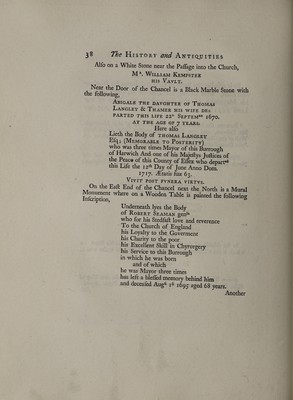 38 The HISTORY and ANTIQUITIES
Alſo on a White Stone near the Paſſage into the Church,
Mr. WILLIAM KEMPSTER
HIS VAULT.
Near the Door of the Chancel is a Black Marble Stone with
the following,
ABIGALE THE DAVGHTER OF THOMAS
LANGLEY & THAMER HIS WIFE DE:
PARTED THIS LIFE 22º SEPTEMber 1670.
AT THE AGE OF 7 YEARS.
Here alſo
Lieth the Body of THOMAS LANGLEY
Eſq; (MEMORABLE TO POSTERITY)
who was three times Mayor of this Borrough
of Harwich And one of his Majeſtys Juſtices of
the Peace of this County of Eſſex who departed
this Life the 12th Day of June Anno Dom.
1717. Ætatis ſuæ 63.
VIVIT POST FVNERA VIRTVS.
On the Eaſt End of the Chancel near the North is a Mural
Monument where on a Wooden Table is painted the following
Inſcription,
Underneath lyes the Body
of ROBERT SEAMAN gent
who for his Stedfaſt love and reverence
To the Church of England
his Loyalty to the Goverment
his Charity to the poor
his Excellent Skill in Chyrurgery
his Service to this Burrough
in which he was born
and of which
he was Mayor three times
has left a bleſſed memory behind him
and deceaſed Augst 1st 1695 aged 68 years.
Another